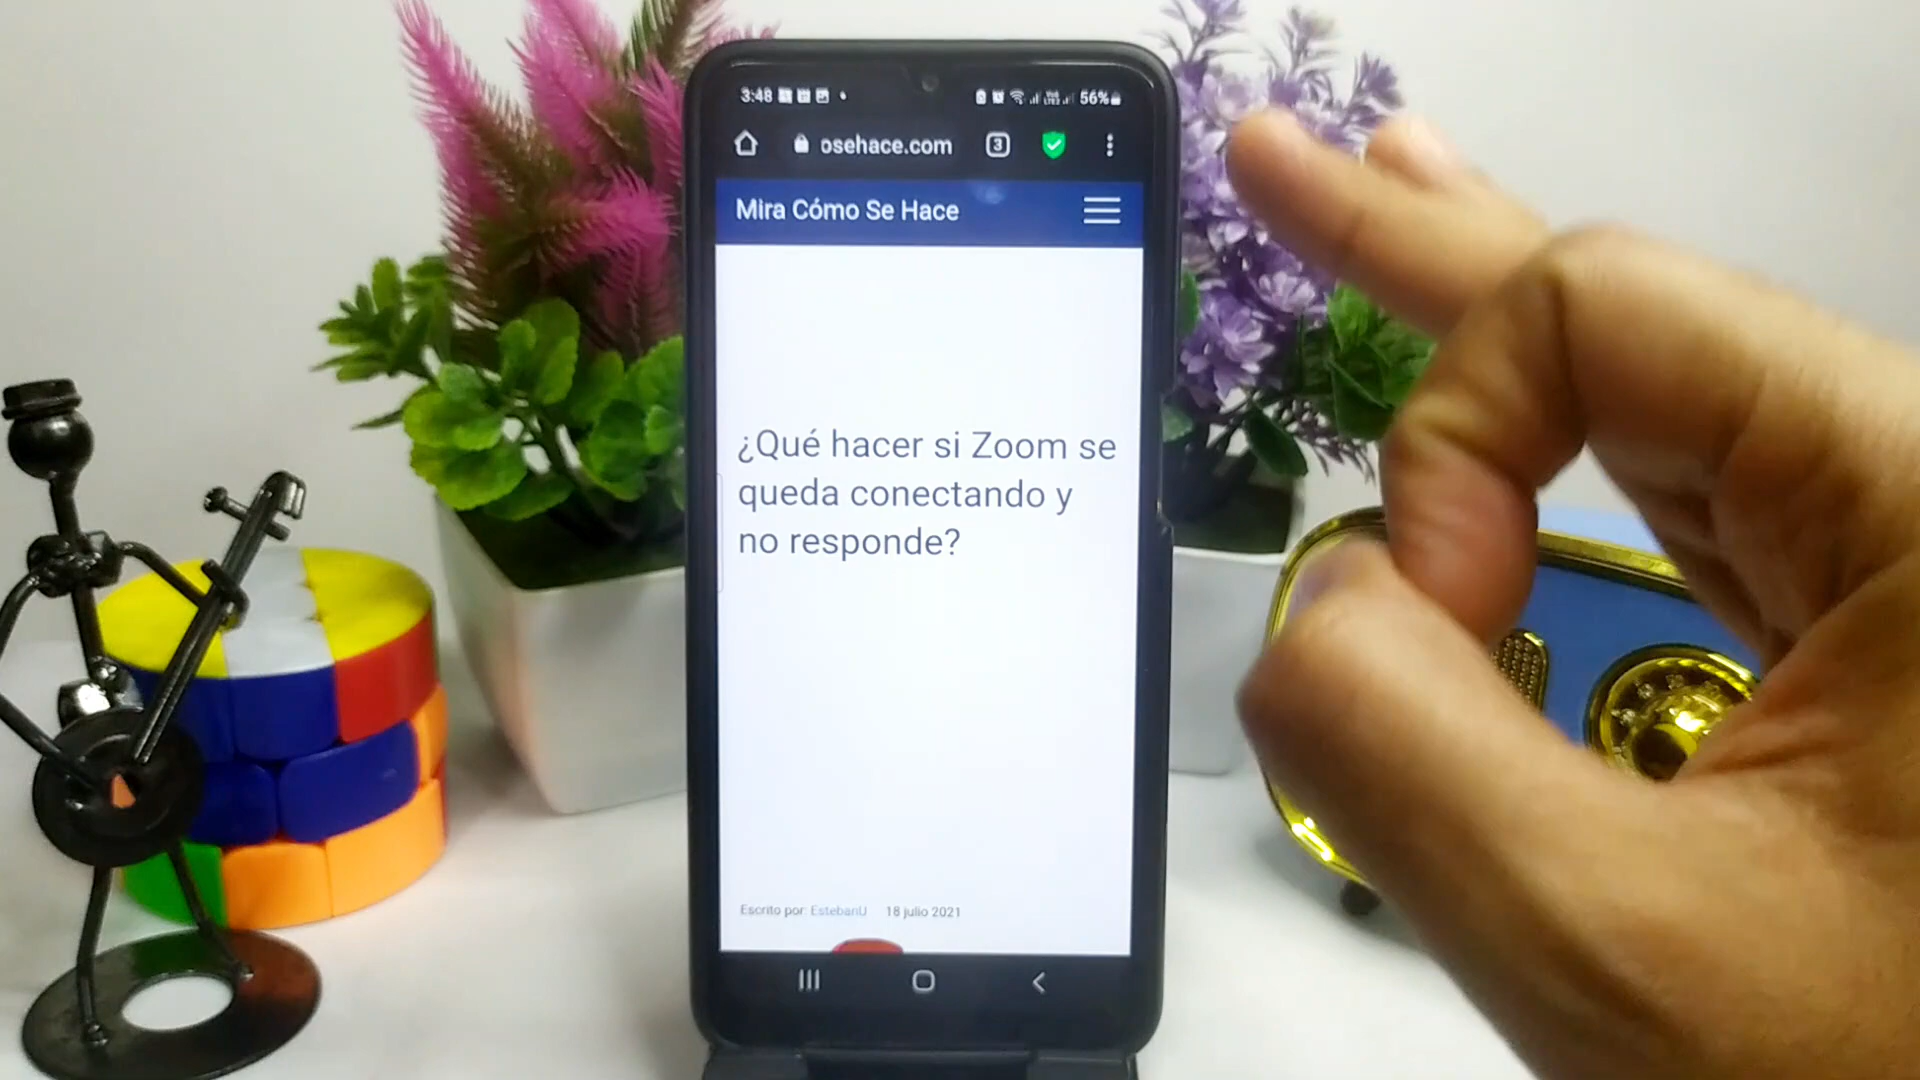 3:48 56%
osehace.com 3
Mira Cómo Se Hace
¿Qué hacer si Zoom se
queda conectando y
no responde?
Escrito por: EstebanU 18 julio 2021